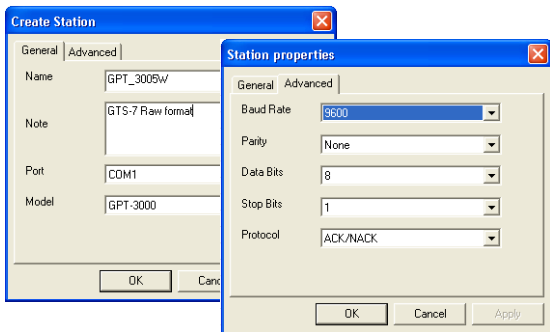 Create Station
General Advanced
Name GPT_3005W
Note GTS-7 Raw format
Port COM1
Model GPT-3000
OK Canc
Station properties
General Advanced
Baud Rate 9600
Parity None
Data Bits 8
Stop Bits 1
Protocol ACK/NACK
OK Cancel Apply